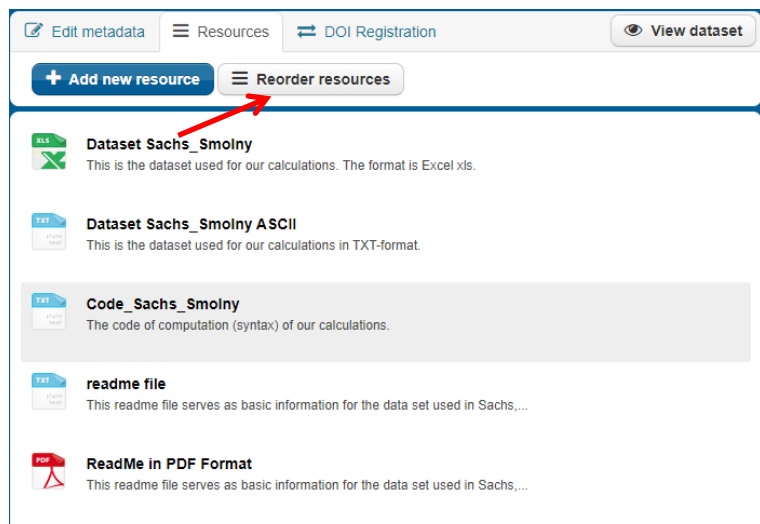 Edit metadata Resources DOI Registration View dataset
Add new resource Reorder resources
XLS
Dataset Sachs_Smolny
This is the dataset used for our calculations. The format is Excel xls.
TXT
Dataset Sachs_Smolny ASCII
This is the dataset used for our calculations in TXT-format.
TXT
Code_Sachs_Smolny
The code of computation (syntax) of our calculations.
TXT
readme file
This readme file serves as basic information for the data set used in Sachs,...
PDF
ReadMe in PDF Format
This readme file serves as basic information for the data set used in Sachs,...